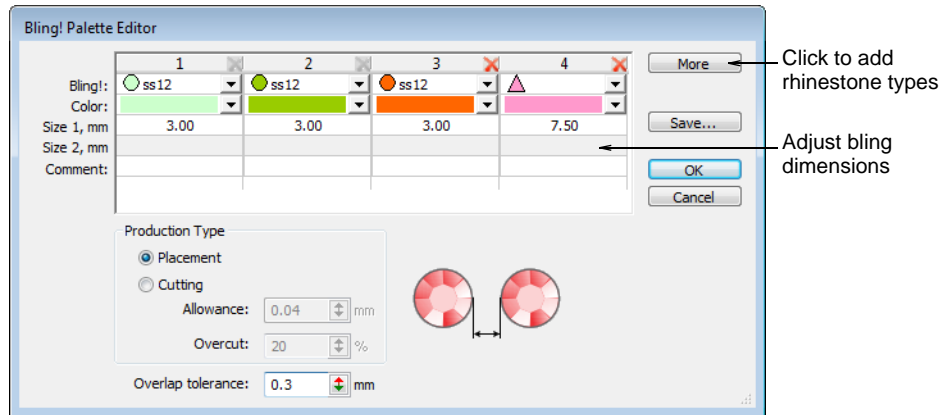 Bling! Palette Editor
1 2 3 4
Bling!: ss12 ss12 ss12
Color:
Size 1, mm 3.00 3.00 3.00 7.50
Size 2, mm
Comment:
More
Save...
OK
Cancel
Click to add
rhinestone types
Adjust bling
dimensions
Production Type
Placement
Cutting
Allowance: 0.04 mm
Overcut: 20 %
Overlap tolerance: 0.3 mm